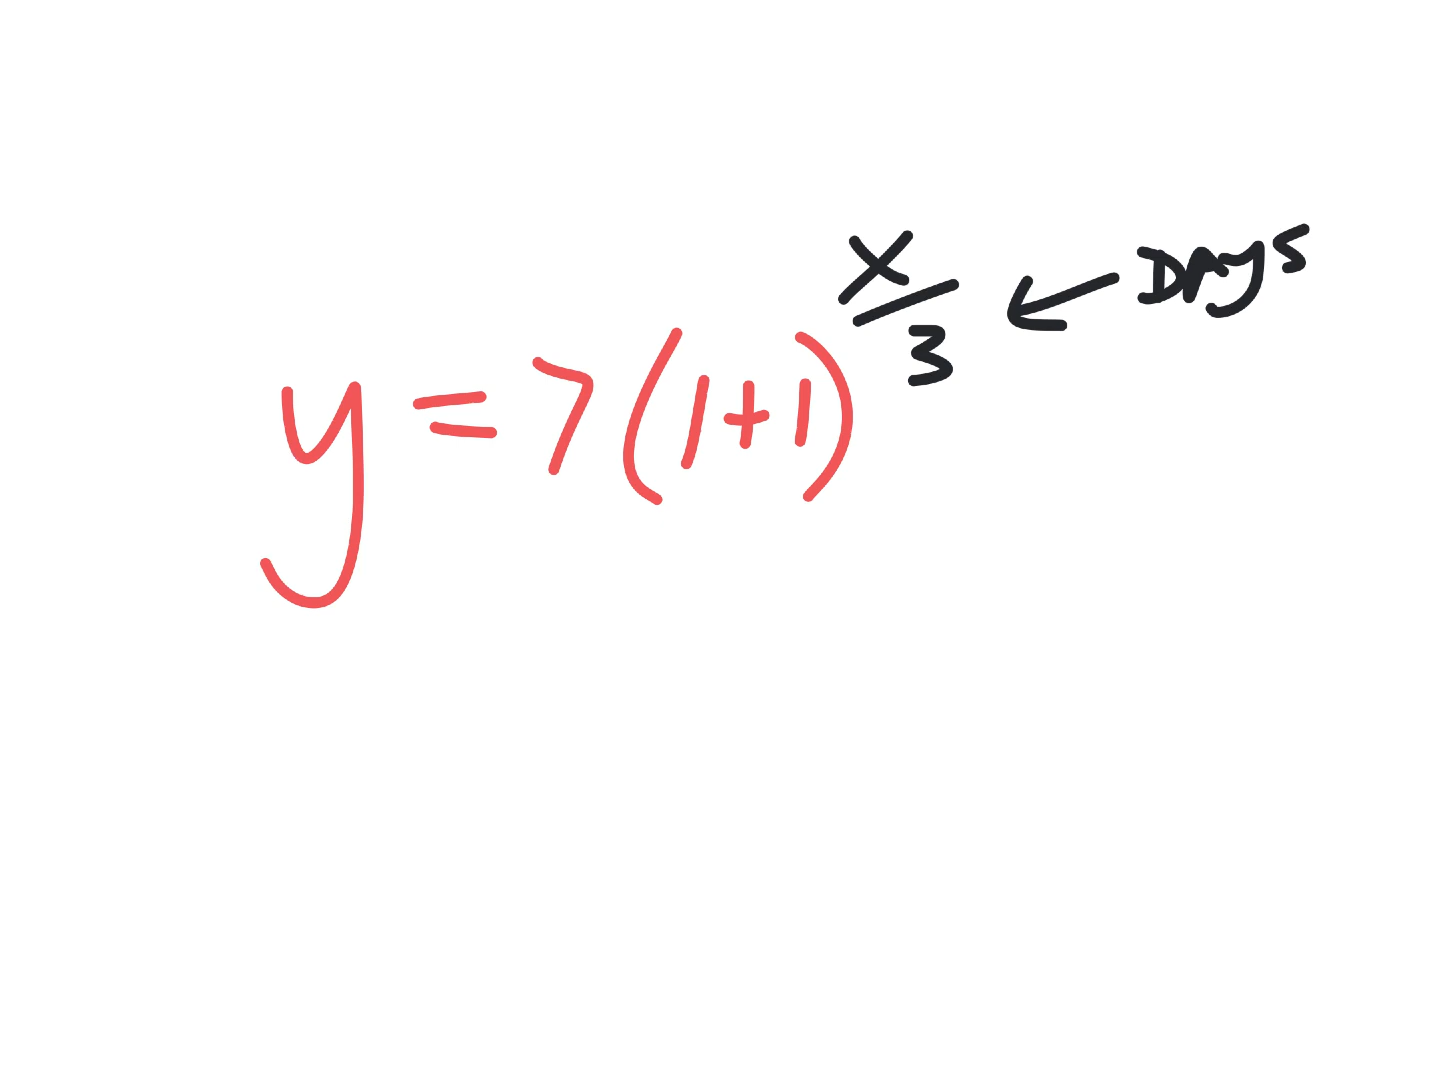 y = 7(1+1)^x/3 ← DAYS